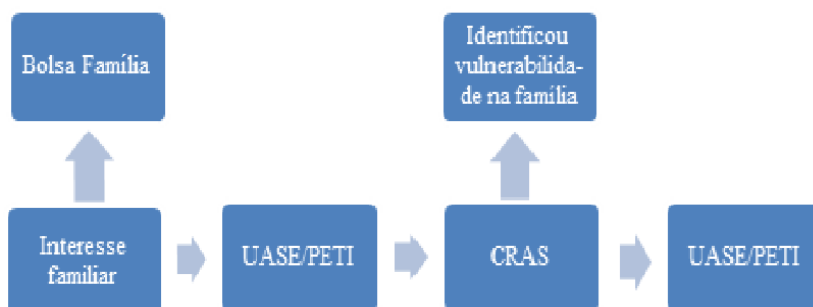 Bolsa Família
Identificou
vulnerabilida-
de na família
Interesse
familiar
UASE/PETI
CRAS
UASE/PETI